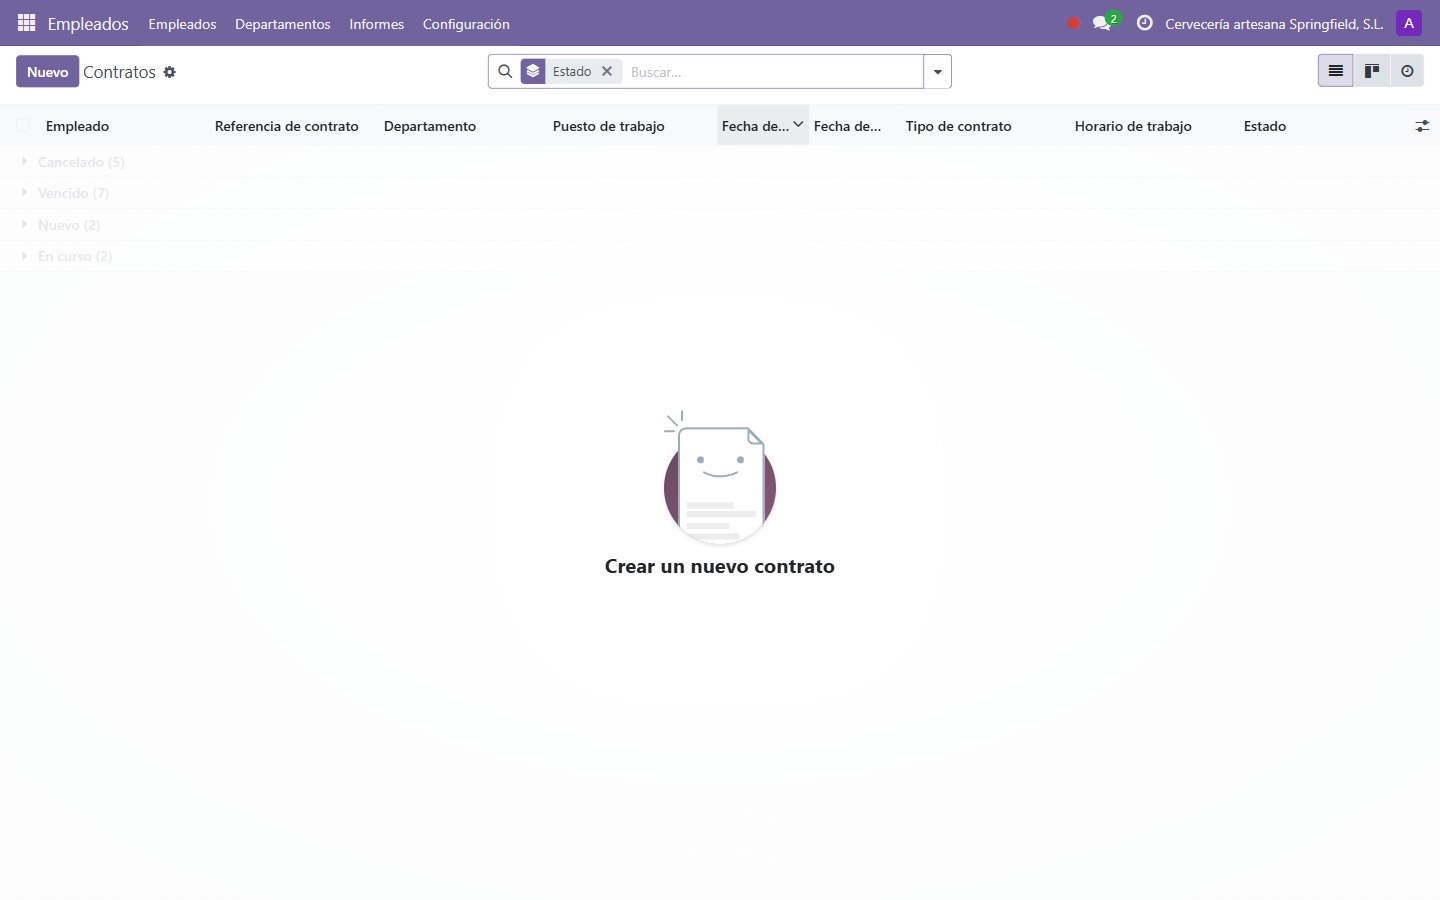 Empleados Empleados Departamentos Informes Configuración 2 Cervecería artesana Springfield, S.L. A
Nuevo Contratos Estado Buscar...
Empleado Referencia de contrato Departamento Puesto de trabajo Fecha de... Fecha de... Tipo de contrato Horario de trabajo Estado
Cancelado (5)
Vencido (7)
Nuevo (2)
En curso (2)
Crear un nuevo contrato